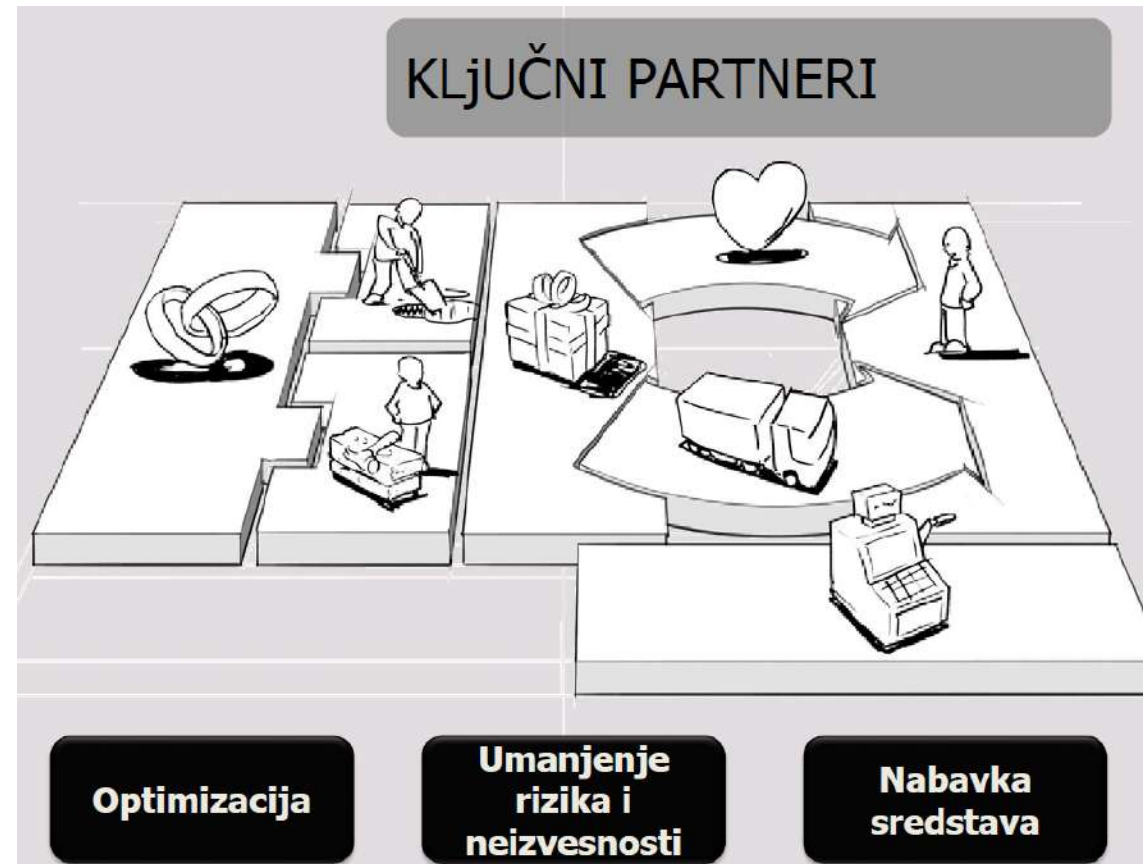 KLjUČNI PARTNERI
Optimizacija
Umanjenje
rizika i
neizvesnosti
Nabavka
sredstava